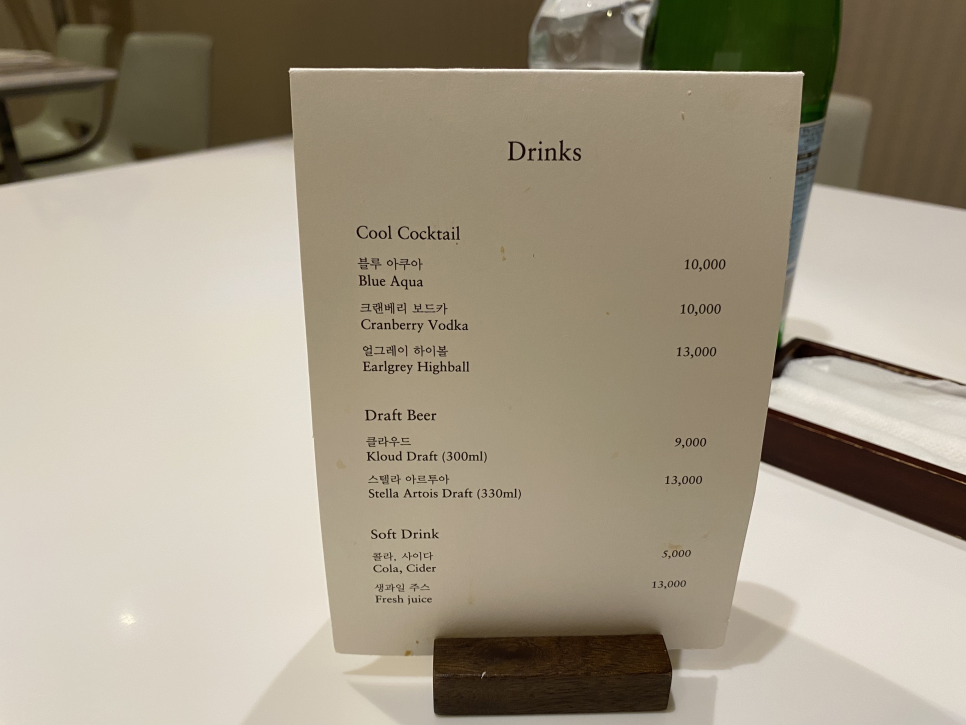 Drinks
Cool Cocktail
블루 아쿠아
Blue Aqua 10,000
크랜베리 보드카
Cranberry Vodka 10,000
얼그레이 하이볼
Earlgrey Highball 13,000
Draft Beer
클라우드
Kloud Draft (300ml) 9,000
스텔라 아르투아
Stella Artois Draft (330ml) 13,000
Soft Drink
콜라, 사이다
Cola, Cider 5,000
생과일 주스
Fresh juice 13,000